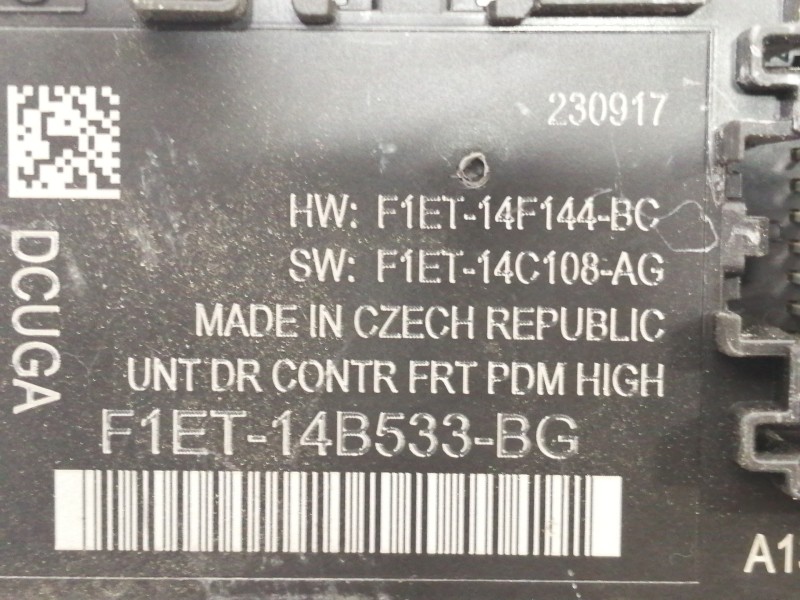 230917
HW: F1ET-14F144-BC
SW: F1ET-14C108-AG
MADE IN CZECH REPUBLIC
UNT DR CONTR FRT PDM HIGH
F1ET-14B533-BG
DCUGA